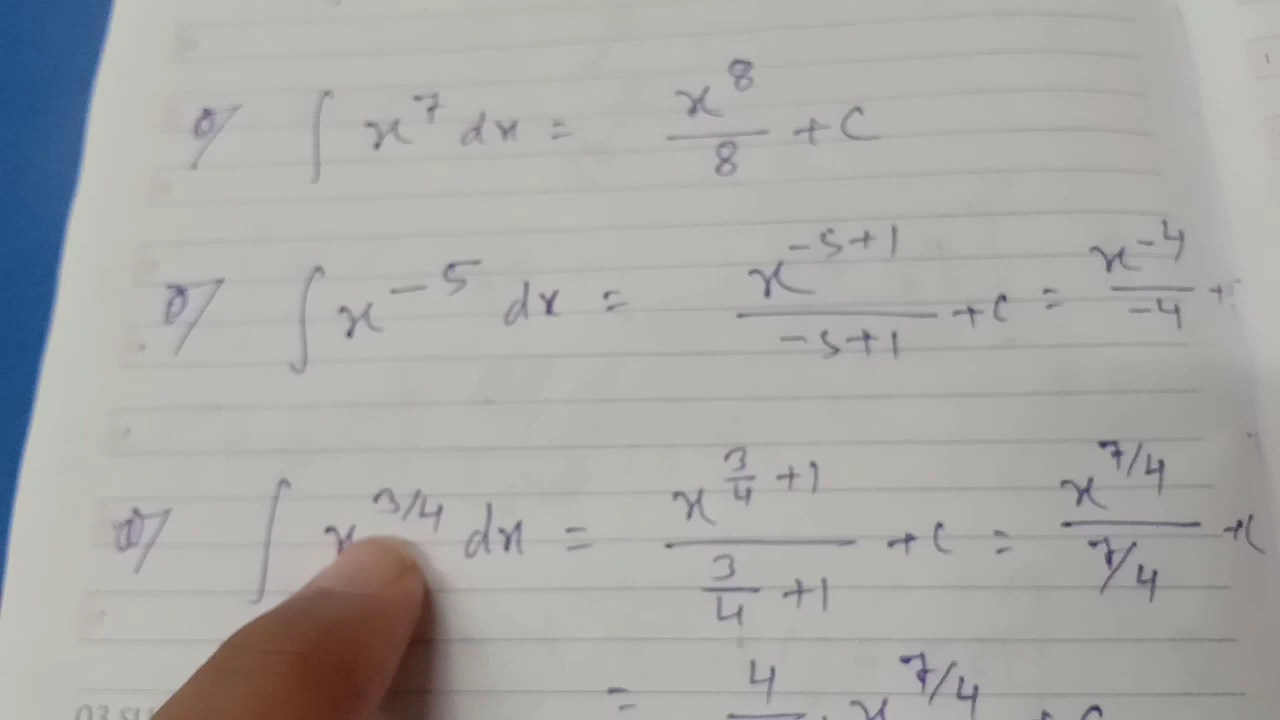 Q/ ∫ x^7 dx = x^8/8 + C
Q/ ∫ x^-5 dx = x^(-5+1)/(-5+1) + C = x^-4/-4 +
Q/ ∫ x^3/4 dx = x^(3/4 + 1)/(3/4 + 1) + C = x^7/4/(7/4) + C
= 4/ · x^7/4 + C